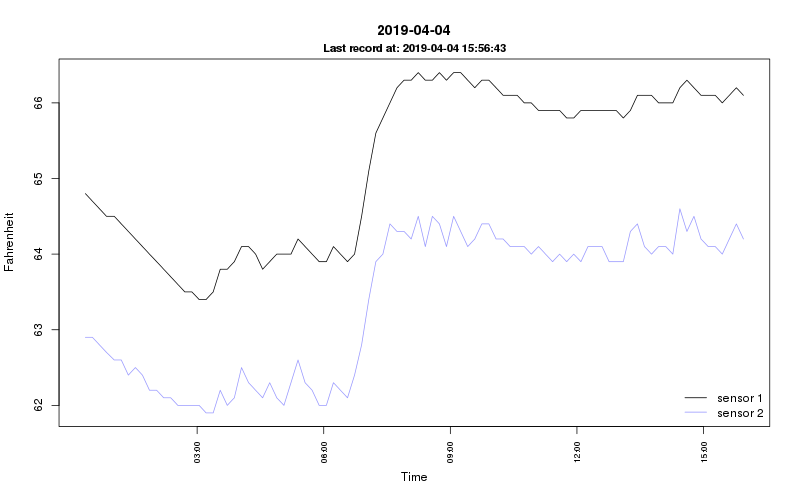 2019-04-04
Last record at: 2019-04-04 15:56:43
Fahrenheit
66
65
64
63
62
sensor 1
sensor 2
03:00
06:00
09:00
12:00
15:00
Time